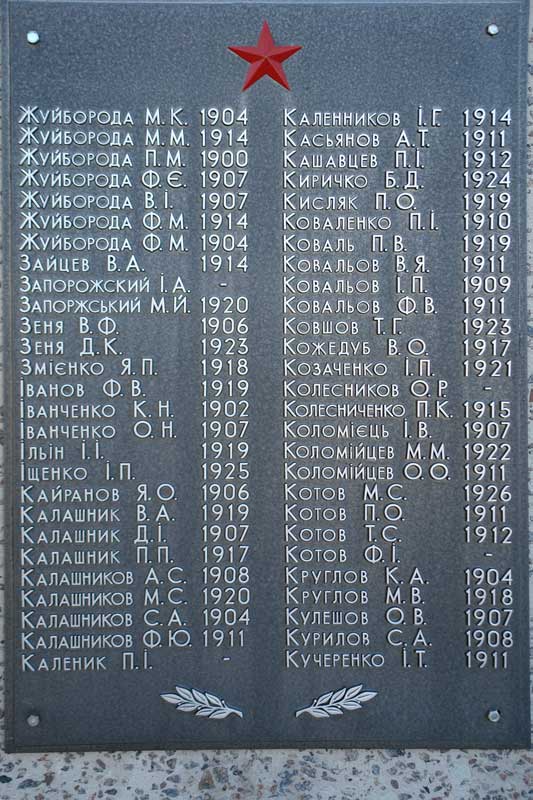 Жуйборода М.К. 1904
Жуйборода М.М. 1914
Жуйборода П.М. 1900
Жуйборода Ф.Є. 1907
Жуйборода В.І. 1907
Жуйборода Ф.М. 1914
Жуйборода Ф.М. 1904
Зайцев В.А. 1914
Запорожский І.А. -
Запоржський М.Й. 1920
Зеня В.Ф. 1906
Зеня Д.К. 1923
Змієнко Я.П. 1918
Іванов Ф.В. 1919
Іванченко К.Н. 1902
Іванченко О.Н. 1907
Ільін І.І. 1919
Іщенко І.П. 1925
Кайранов Я.О. 1906
Калашник В.А. 1919
Калашник Д.І. 1907
Калашник П.П. 1917
Калашников А.С. 1908
Калашников М.С. 1920
Калашников С.А. 1904
Калашников Ф.Ю. 1911
Каленик П.І. -
Каленников І.Г. 1914
Касьянов А.Т. 1911
Кашавцев П.І. 1912
Киричко Б.Д. 1924
Кисляк П.О. 1919
Коваленко П.І. 1910
Коваль П.В. 1919
Ковальов В.Я. 1911
Ковальов І.П. 1909
Ковальов Ф.В. 1911
Ковшов Т.Г. 1923
Кожедуб В.О. 1917
Козаченко І.П. 1921
Колесников О.Р. -
Колесниченко П.К. 1915
Коломієць І.В. 1907
Коломійцев М.М. 1922
Коломійцев О.О. 1911
Котов М.С. 1926
Котов П.О. 1911
Котов Т.С. 1912
Котов Ф.І. -
Круглов К.А. 1904
Круглов М.В. 1918
Кулешов О.В. 1907
Курилов С.А. 1908
Кучеренко І.Т. 1911